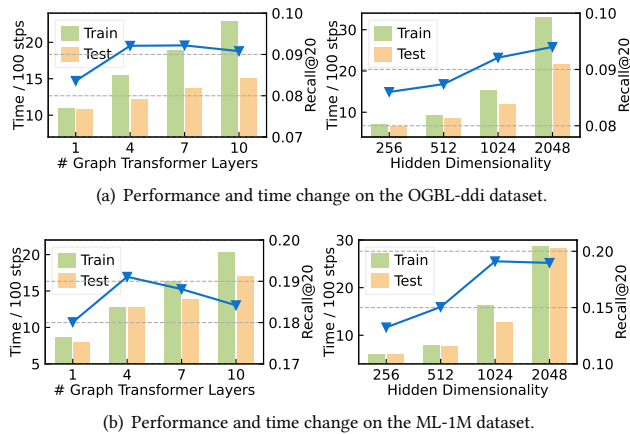 Time / 100 stps
20
15
10
Train
Test
0.10
0.09
0.08
0.07
Recall@20
1 4 7 10
# Graph Transformer Layers
Time / 100 stps
30
20
10
Train
Test
0.10
0.09
0.08
Recall@20
256 512 1024 2048
Hidden Dimensionality
(a) Performance and time change on the OGBL-ddi dataset.
Time / 100 stps
20
15
10
5
Train
Test
0.20
0.19
0.18
0.17
Recall@20
1 4 7 10
# Graph Transformer Layers
Time / 100 stps
30
20
10
Train
Test
0.20
0.15
0.10
Recall@20
256 512 1024 2048
Hidden Dimensionality
(b) Performance and time change on the ML-1M dataset.